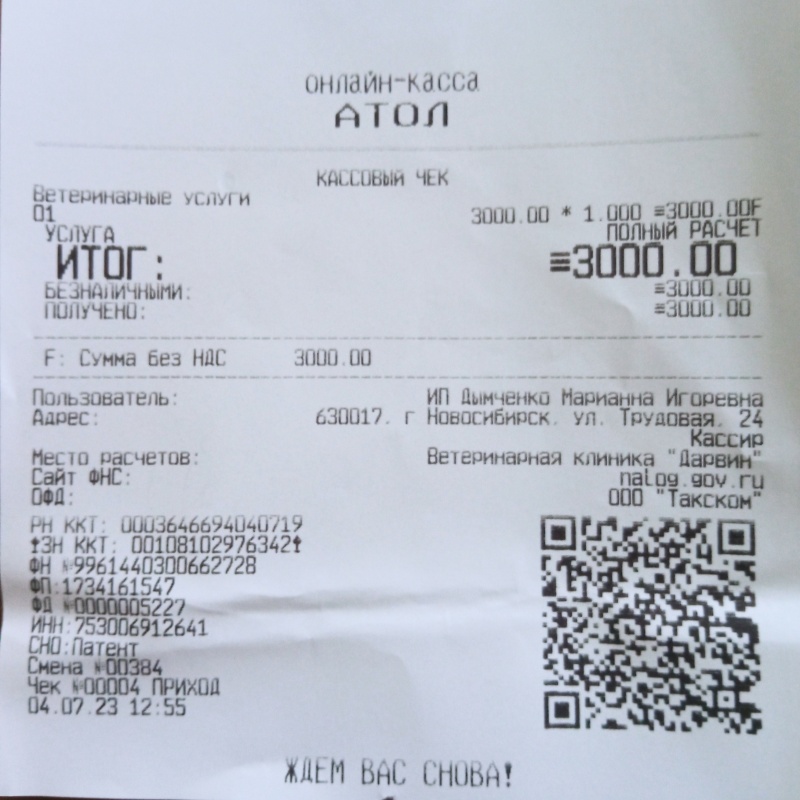 ОНЛАЙН-КАССА
АТОЛ
КАССОВЫЙ ЧЕК
Ветеринарные услуги
01 3000.00 * 1.000 ≡3000.00F
УСЛУГА ПОЛНЫЙ РАСЧЕТ
ИТОГ: ≡3000.00
БЕЗНАЛИЧНЫМИ: ≡3000.00
ПОЛУЧЕНО: ≡3000.00
F: Сумма без НДС 3000.00
Пользователь: ИП Дымченко Марианна Игоревна
Адрес: 630017. г Новосибирск. ул. Трудовая. 24
Кассир
Место расчетов: Ветеринарная клиника "Дарвин"
Сайт ФНС: nalog.gov.ru
ОФД: ООО "Такском"
РН ККТ: 0003646694040719
↑ЗН ККТ: 00108102976342↑
ФН №9961440300662728
ФП:1734161547
ФД №0000005227
ИНН:753006912641
СНО:Патент
Смена №00384
Чек №00004 ПРИХОД
04.07.23 12:55
ЖДЕМ ВАС СНОВА!